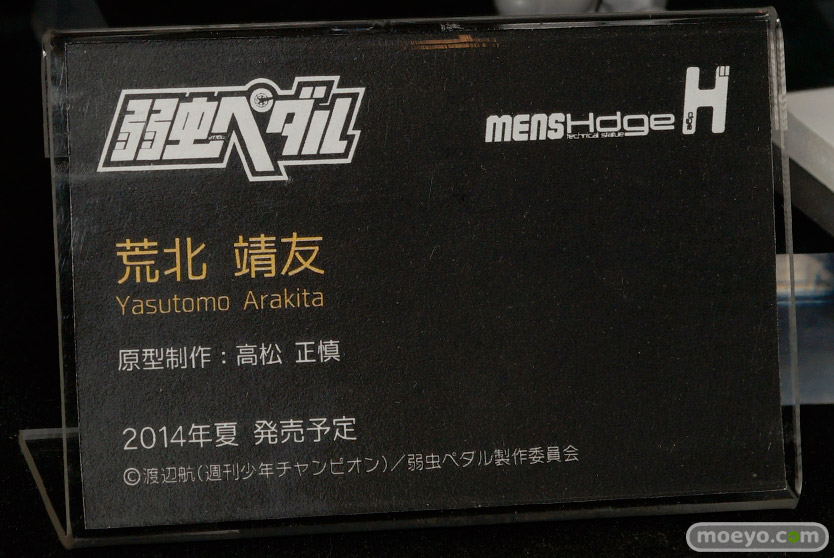 弱虫ペダル
MENS Hdge H
technical statue
荒北 靖友
Yasutomo Arakita
原型制作：高松 正慎
2014年夏 発売予定
©渡辺航(週刊少年チャンピオン)／弱虫ペダル製作委員会
moeyo.com